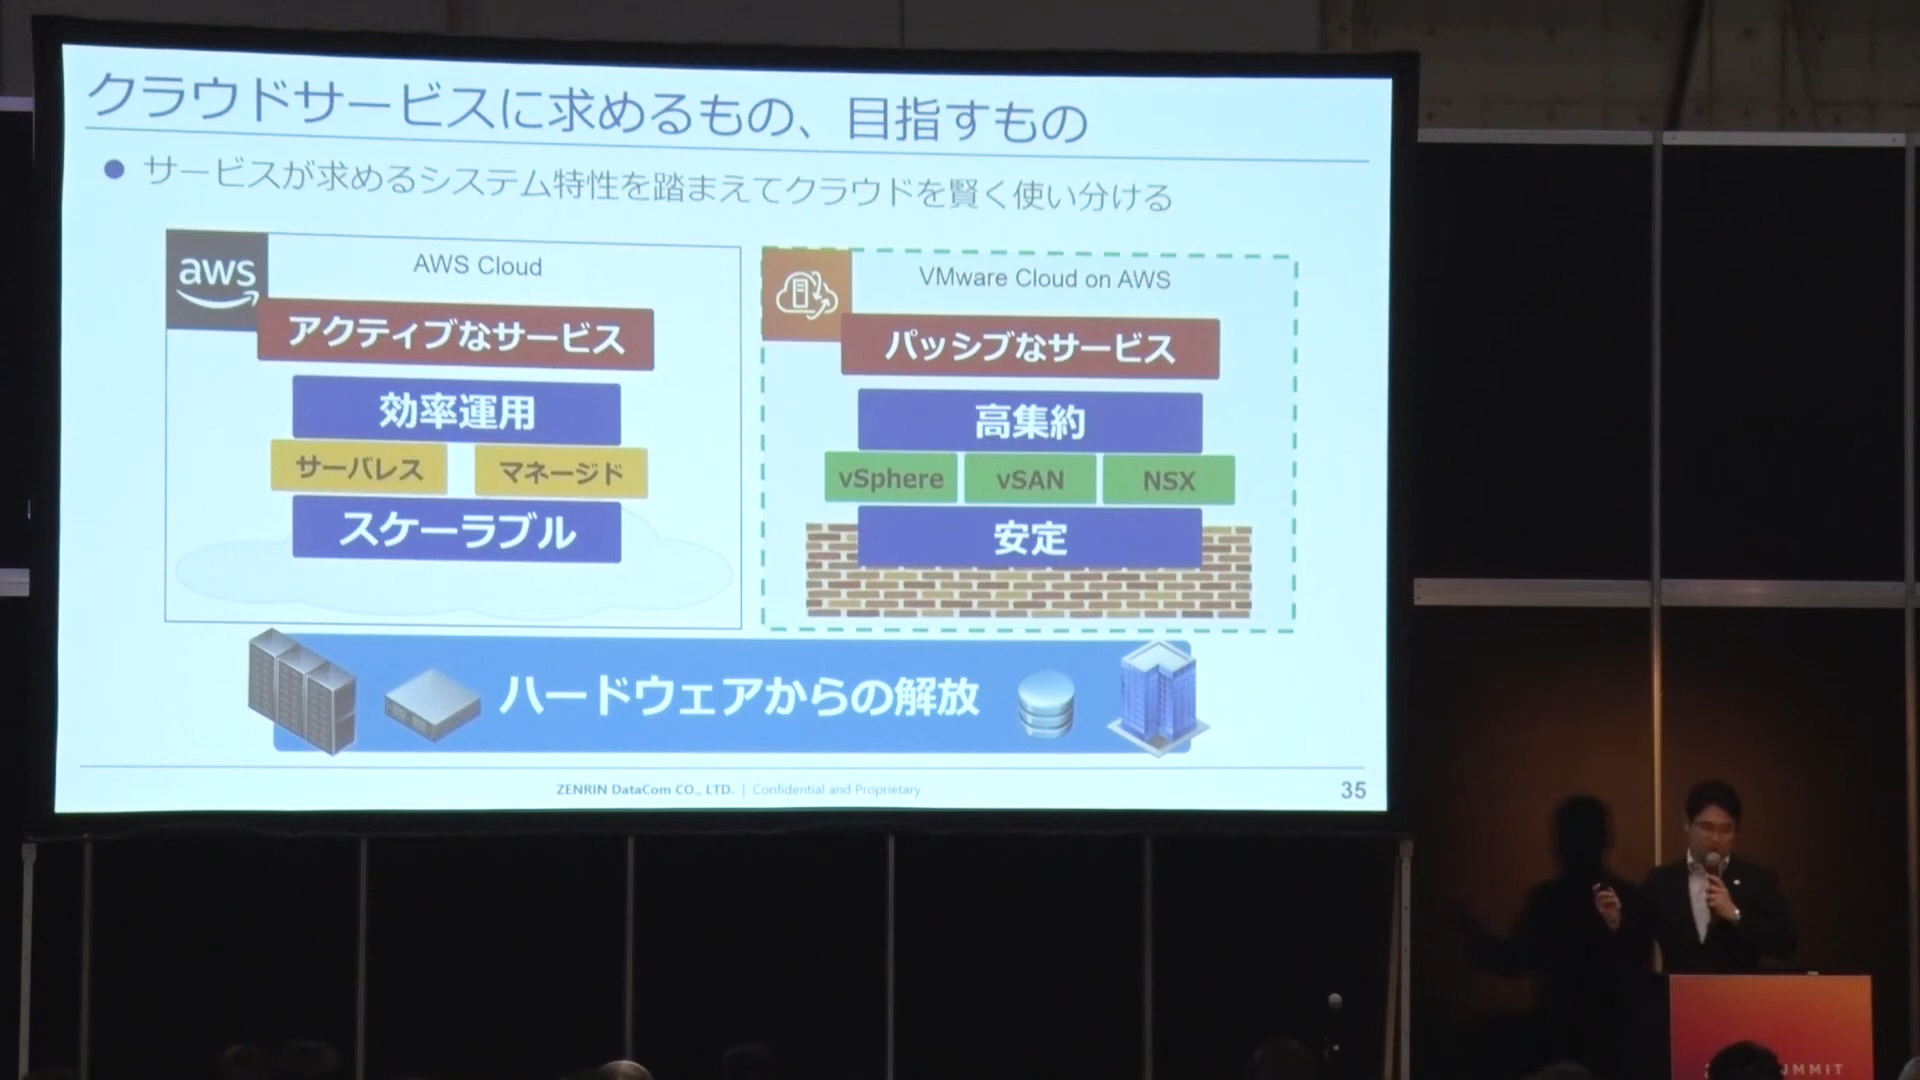 クラウドサービスに求めるもの、目指すもの
サービスが求めるシステム特性を踏まえてクラウドを賢く使い分ける
aws
AWS Cloud
アクティブなサービス
効率運用
サーバレス マネージド
スケーラブル
VMware Cloud on AWS
パッシブなサービス
高集約
vSphere vSAN NSX
安定
ハードウェアからの解放
ZENRIN DataCom CO., LTD. | Confidential and Proprietary
35